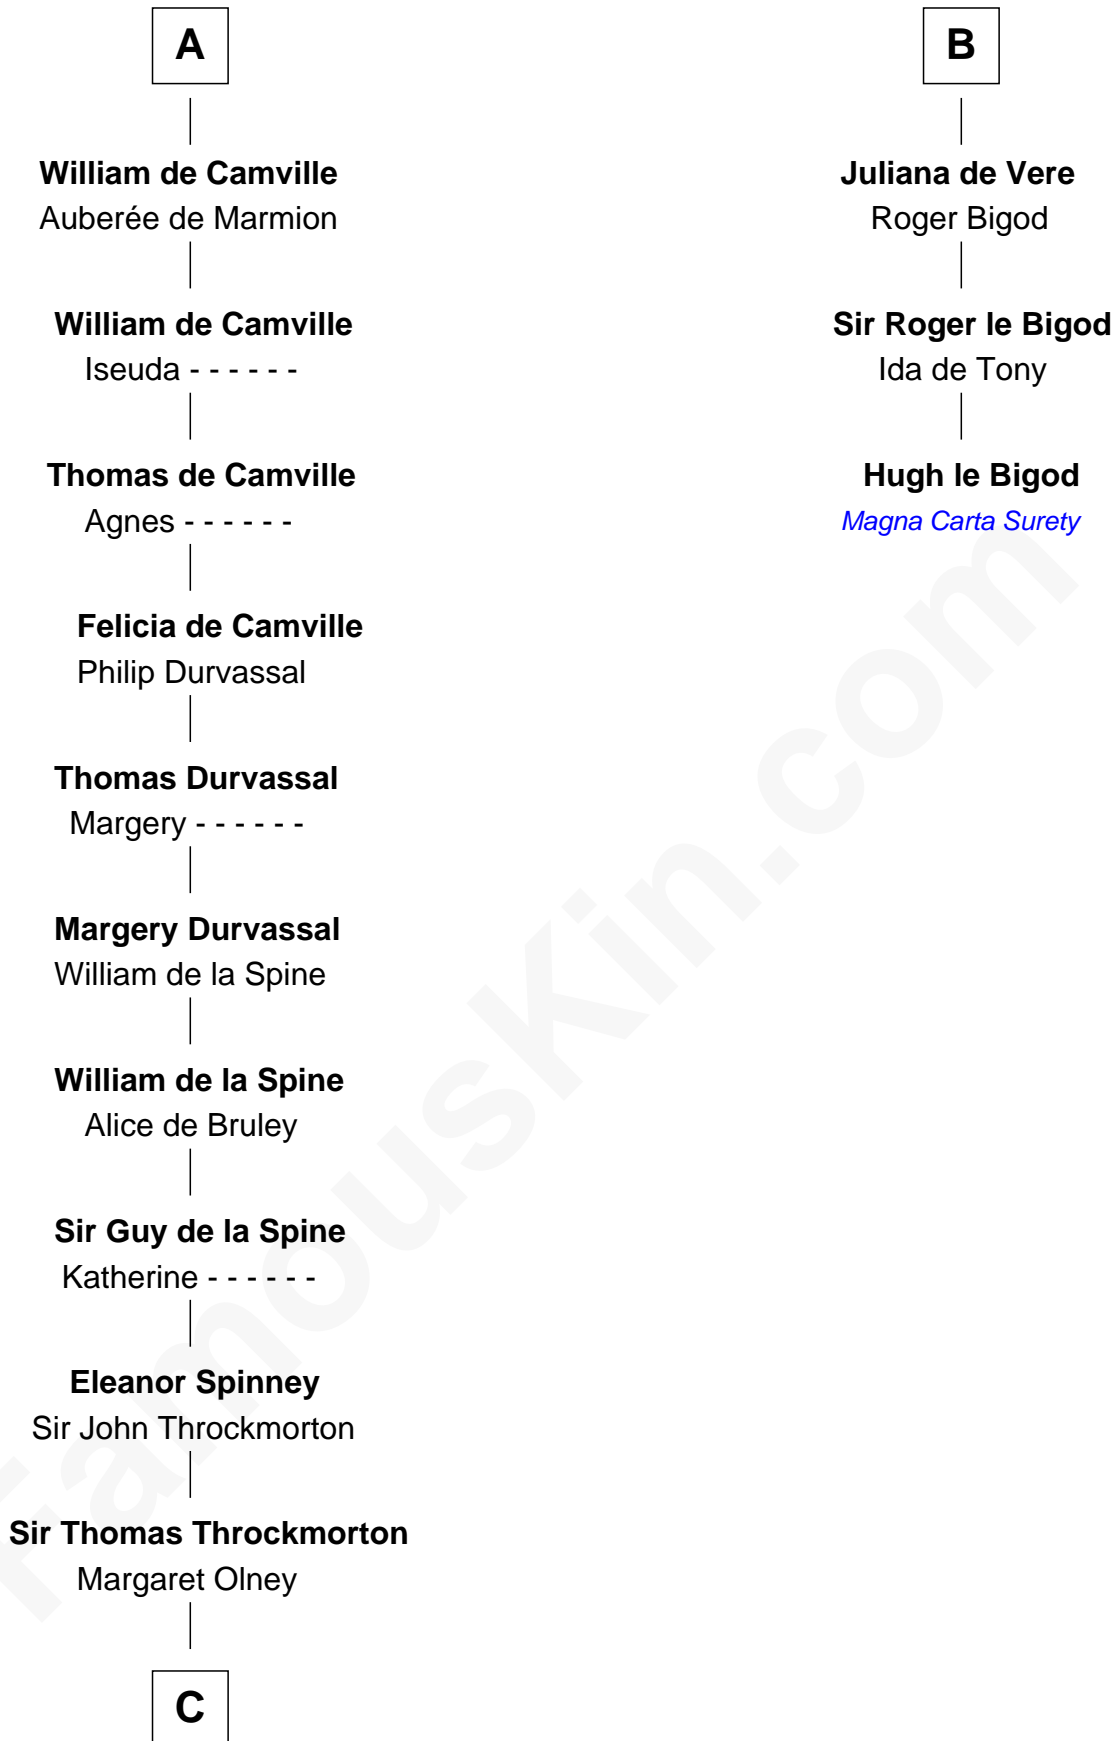 A
William de Camville
Auberée de Marmion
William de Camville
Iseuda - - - - - -
Thomas de Camville
Agnes - - - - - -
Felicia de Camville
Philip Durvassal
Thomas Durvassal
Margery - - - - - -
Margery Durvassal
William de la Spine
William de la Spine
Alice de Bruley
Sir Guy de la Spine
Katherine - - - - - -
Eleanor Spinney
Sir John Throckmorton
Sir Thomas Throckmorton
Margaret Olney
C
B
Juliana de Vere
Roger Bigod
Sir Roger le Bigod
Ida de Tony
Hugh le Bigod
Magna Carta Surety
FamousKin.com